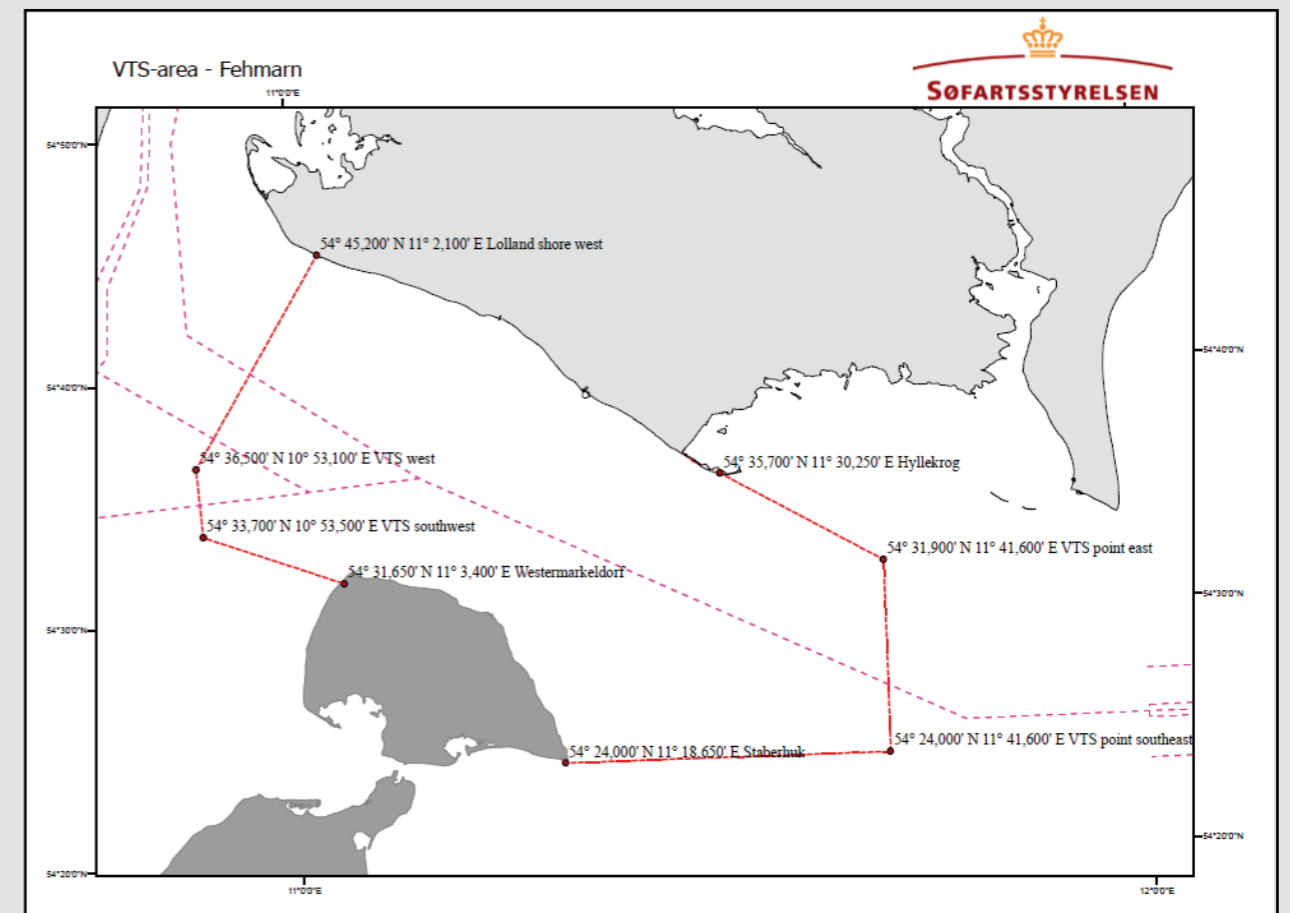 VTS-area - Fehmarn
SØFARTSSTYRELSEN
11°0'0"E
54°50'0"N
54° 45,200' N 11° 2,100' E Lolland shore west
54°40'0"N
54°40'0"N
54° 36,500' N 10° 53,100' E VTS west
54° 35,700' N 11° 30,250' E Hyllekrog
54° 33,700' N 10° 53,500' E VTS southwest
54° 31,900' N 11° 41,600' E VTS point east
54° 31,650' N 11° 3,400' E Westermarkeldorf
54°30'0"N
54°30'0"N
54° 24,000' N 11° 18,650' E Staberhuk
54° 24,000' N 11° 41,600' E VTS point southeast
54°20'0"N
54°20'0"N
11°0'0"E
12°0'0"E